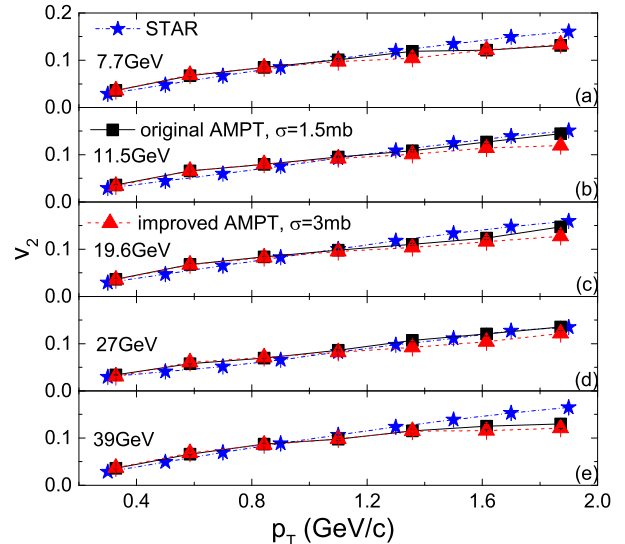 0.2
STAR
7.7GeV
0.1
(a)
0.0
original AMPT, σ=1.5mb
11.5GeV
0.1
(b)
0.0
improved AMPT, σ=3mb
19.6GeV
0.1
(c)
0.0
27GeV
0.1
(d)
0.0
39GeV
0.1
(e)
0.0
v2
0.4 0.8 1.2 1.6 2.0
pT (GeV/c)